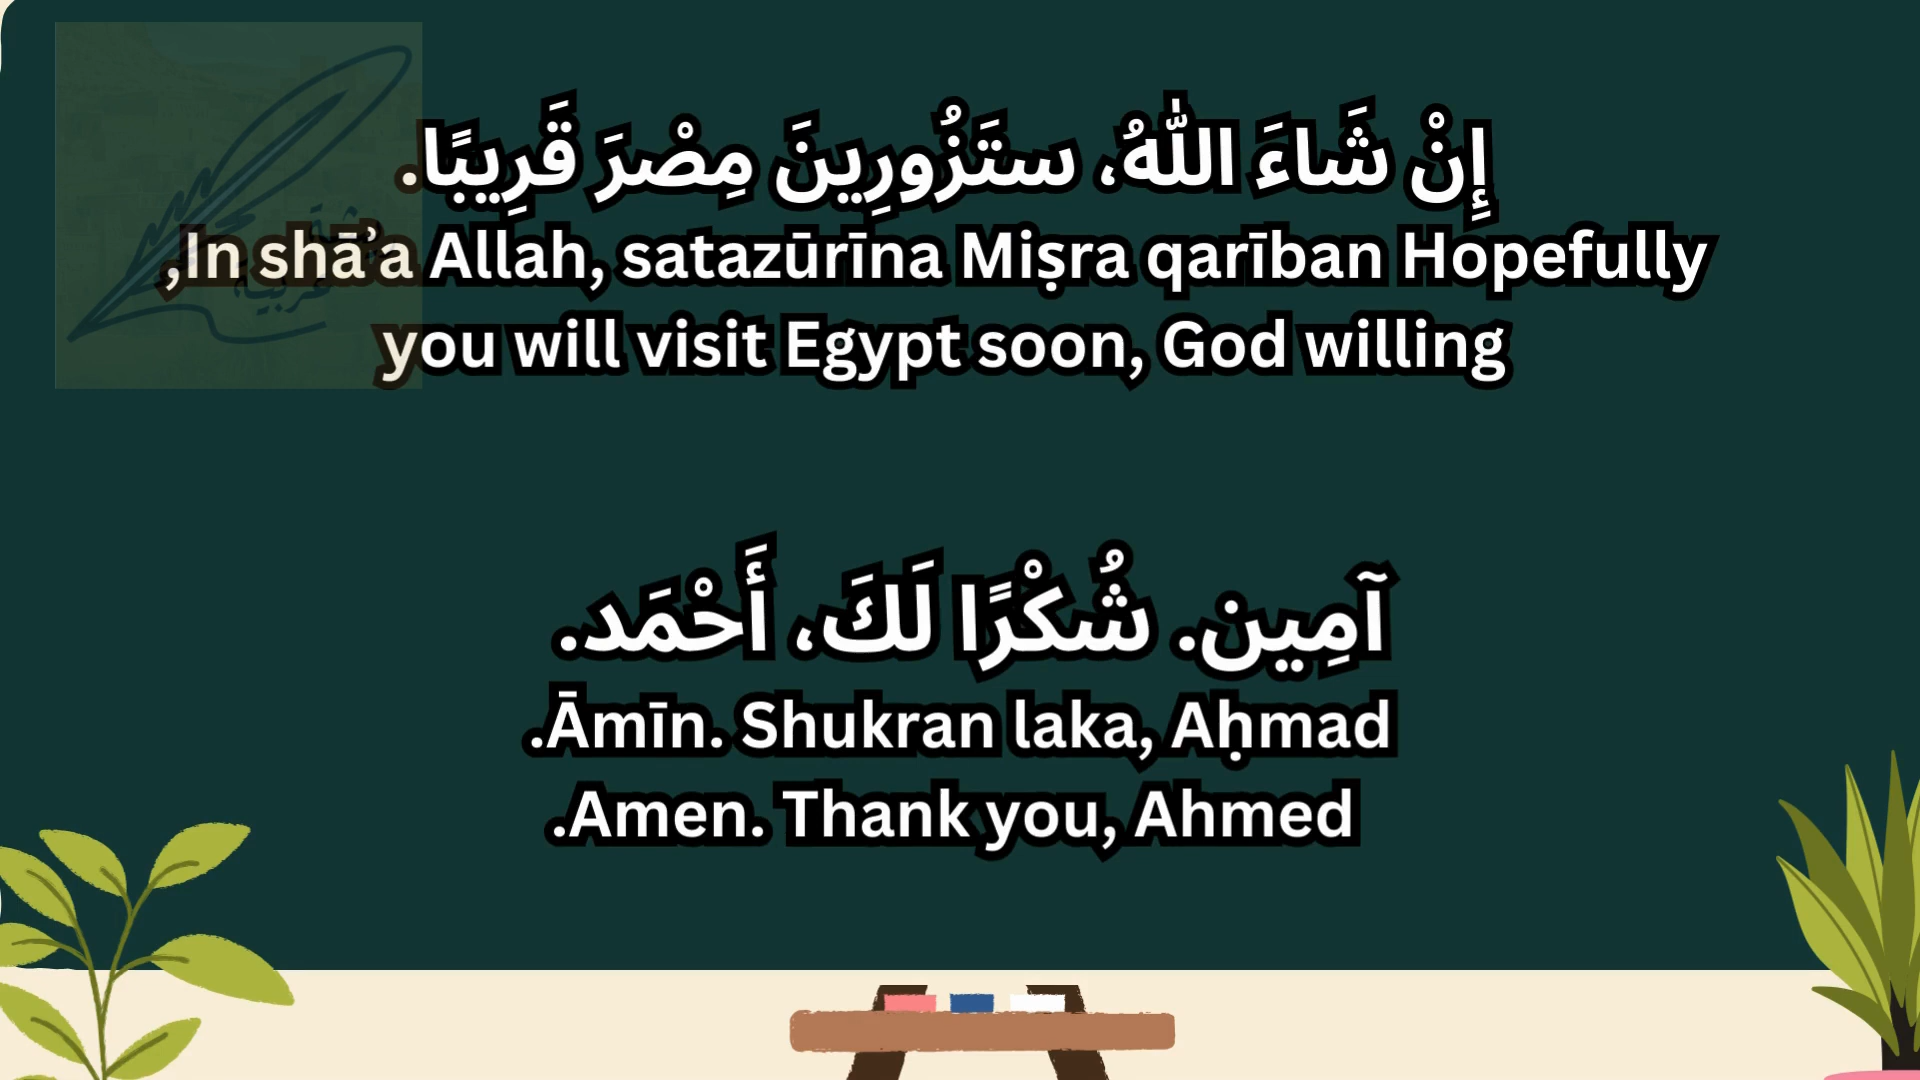 إِنْ شَاءَ اللّٰهُ، ستَزُورِينَ مِصْرَ قَرِيبًا.
,In shā’a Allah, satazūrīna Miṣra qarīban Hopefully
you will visit Egypt soon, God willing
آمِين. شُكْرًا لَكَ، أَحْمَد.
.Āmīn. Shukran laka, Aḥmad
.Amen. Thank you, Ahmed